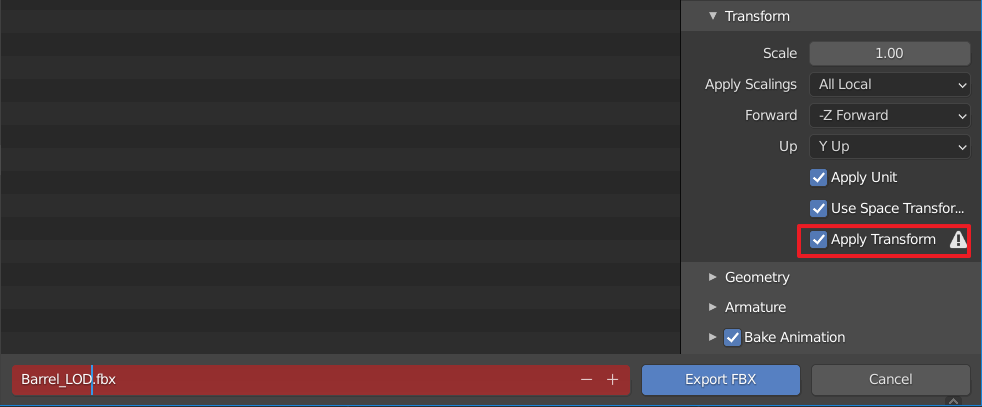 Transform
Scale 1.00
Apply Scalings All Local
Forward -Z Forward
Up Y Up
Apply Unit
Use Space Transfor...
Apply Transform
Geometry
Armature
Bake Animation
Barrel_LOD.fbx Export FBX Cancel